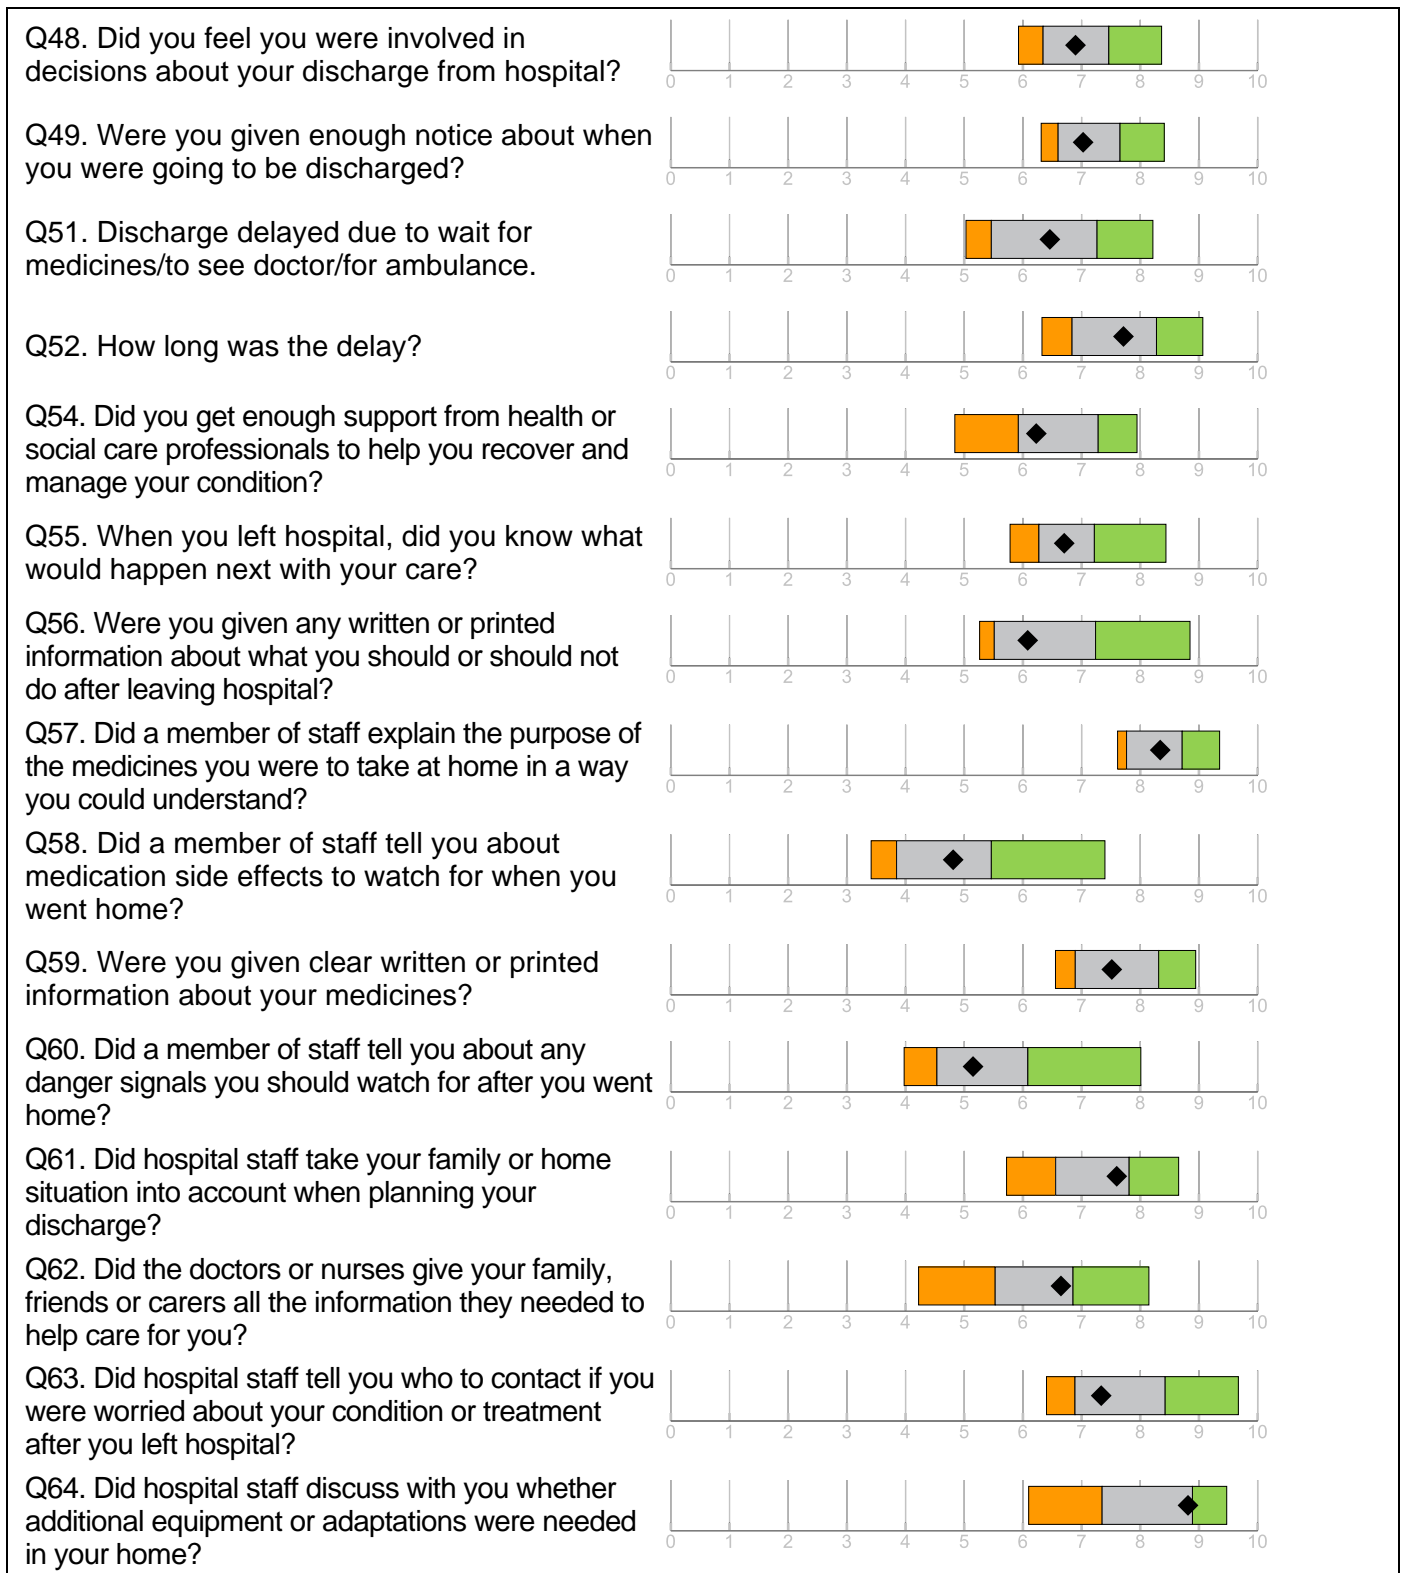 Q48. Did you feel you were involved in
decisions about your discharge from hospital?
0 1 2 3 4 5 6 7 8 9 10
Q49. Were you given enough notice about when
you were going to be discharged?
0 1 2 3 4 5 6 7 8 9 10
Q51. Discharge delayed due to wait for
medicines/to see doctor/for ambulance.
0 1 2 3 4 5 6 7 8 9 10
Q52. How long was the delay?
0 1 2 3 4 5 6 7 8 9 10
Q54. Did you get enough support from health or
social care professionals to help you recover and
manage your condition?
0 1 2 3 4 5 6 7 8 9 10
Q55. When you left hospital, did you know what
would happen next with your care?
0 1 2 3 4 5 6 7 8 9 10
Q56. Were you given any written or printed
information about what you should or should not
do after leaving hospital?
0 1 2 3 4 5 6 7 8 9 10
Q57. Did a member of staff explain the purpose of
the medicines you were to take at home in a way
you could understand?
0 1 2 3 4 5 6 7 8 9 10
Q58. Did a member of staff tell you about
medication side effects to watch for when you
went home?
0 1 2 3 4 5 6 7 8 9 10
Q59. Were you given clear written or printed
information about your medicines?
0 1 2 3 4 5 6 7 8 9 10
Q60. Did a member of staff tell you about any
danger signals you should watch for after you went
home?
0 1 2 3 4 5 6 7 8 9 10
Q61. Did hospital staff take your family or home
situation into account when planning your
discharge?
0 1 2 3 4 5 6 7 8 9 10
Q62. Did the doctors or nurses give your family,
friends or carers all the information they needed to
help care for you?
0 1 2 3 4 5 6 7 8 9 10
Q63. Did hospital staff tell you who to contact if you
were worried about your condition or treatment
after you left hospital?
0 1 2 3 4 5 6 7 8 9 10
Q64. Did hospital staff discuss with you whether
additional equipment or adaptations were needed
in your home?
0 1 2 3 4 5 6 7 8 9 10